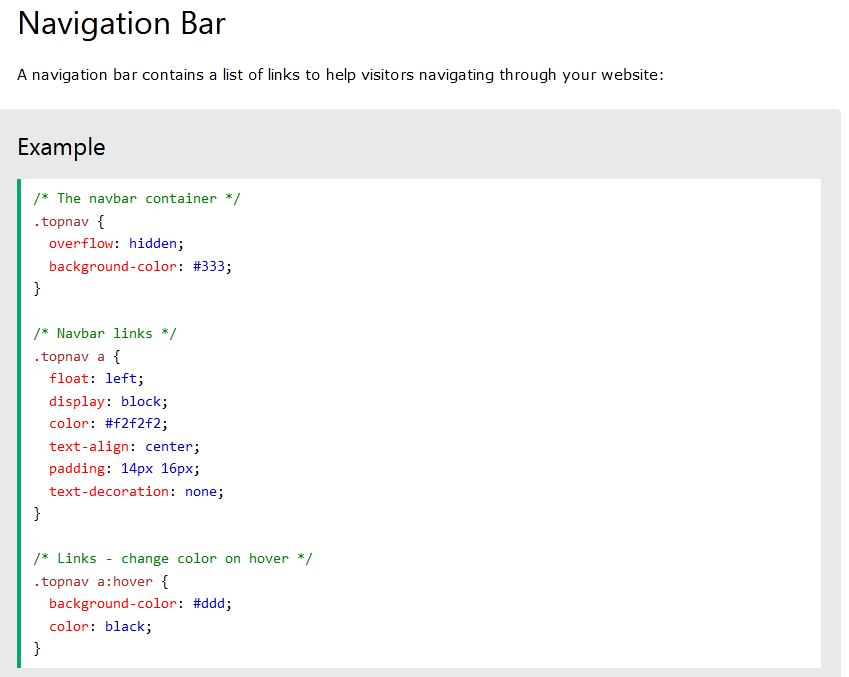 Navigation Bar
A navigation bar contains a list of links to help visitors navigating through your website:
Example
/* The navbar container */
.topnav {
  overflow: hidden;
  background-color: #333;
}

/* Navbar links */
.topnav a {
  float: left;
  display: block;
  color: #f2f2f2;
  text-align: center;
  padding: 14px 16px;
  text-decoration: none;
}

/* Links - change color on hover */
.topnav a:hover {
  background-color: #ddd;
  color: black;
}